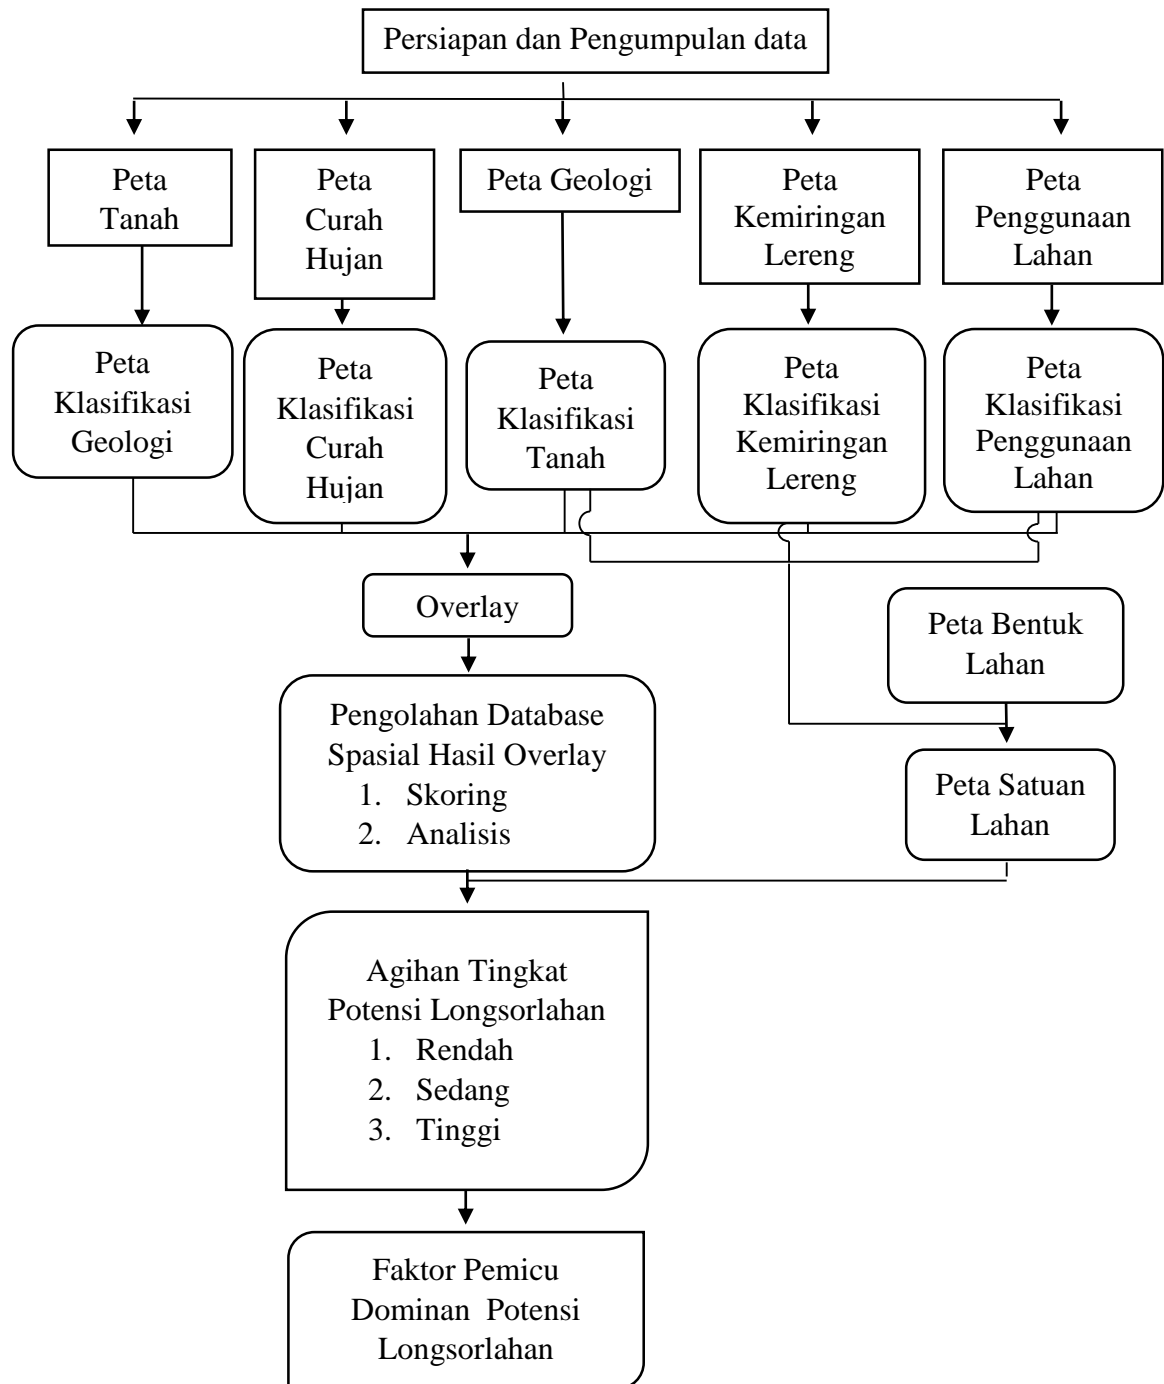 Persiapan dan Pengumpulan data
Peta
Tanah
Peta
Curah
Hujan
Peta Geologi
Peta
Kemiringan
Lereng
Peta
Penggunaan
Lahan
Peta
Klasifikasi
Geologi
Peta
Klasifikasi
Curah
Hujan
Peta
Klasifikasi
Tanah
Peta
Klasifikasi
Kemiringan
Lereng
Peta
Klasifikasi
Penggunaan
Lahan
Overlay
Peta Bentuk
Lahan
Pengolahan Database
Spasial Hasil Overlay
1. Skoring
2. Analisis
Peta Satuan
Lahan
Agihan Tingkat
Potensi Longsorlahan
1. Rendah
2. Sedang
3. Tinggi
Faktor Pemicu
Dominan Potensi
Longsorlahan